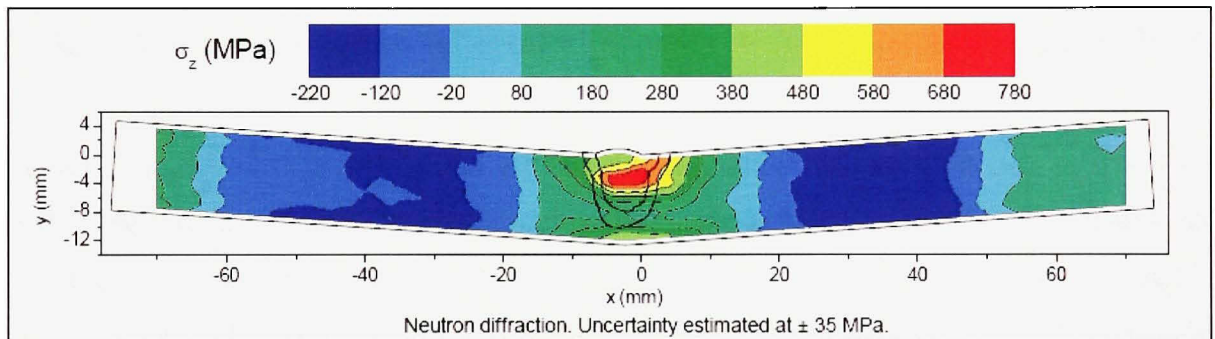 σz (MPa)
-220 -120 -20 80 180 280 380 480 580 680 780
4
0
-4
-8
-12
y (mm)
-60 -40 -20 0 20 40 60
x (mm)
Neutron diffraction. Uncertainty estimated at ± 35 MPa.